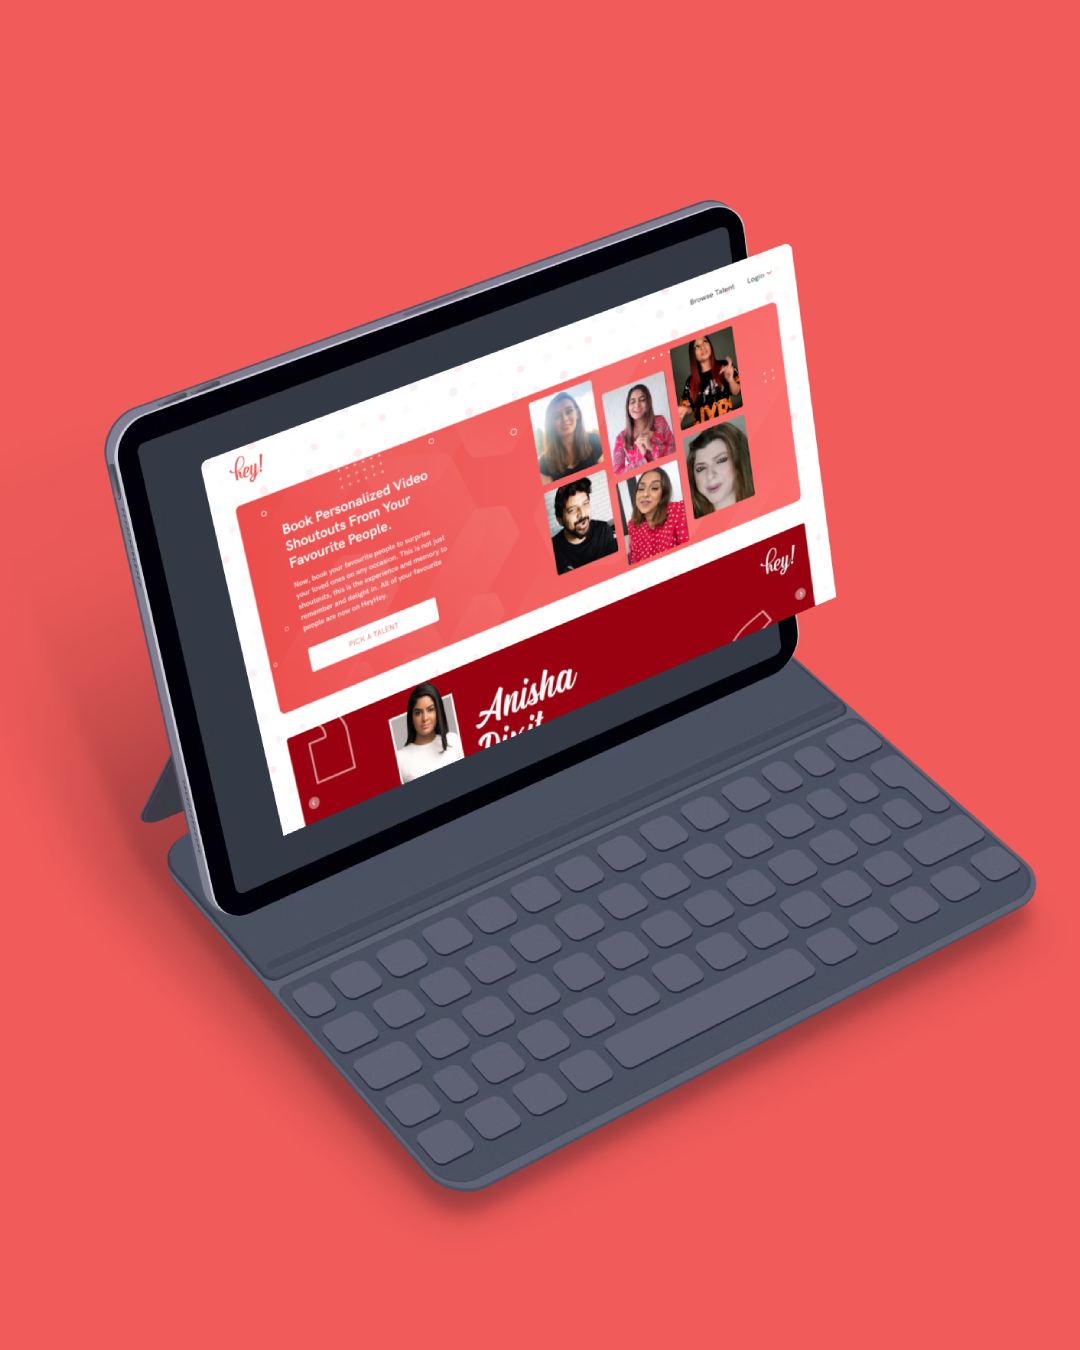 Browse Talent Login
hey!
Book Personalized Video
Shoutouts From Your
Favourite People.
Now, book your favourite people to surprise
your loved ones on any occasion. This is not just
shoutouts, this is the experience and memory to
remember and delight in. All of your favourite
people are now on HeyHey.
PICK A TALENT
hey!
Anisha
Dixit